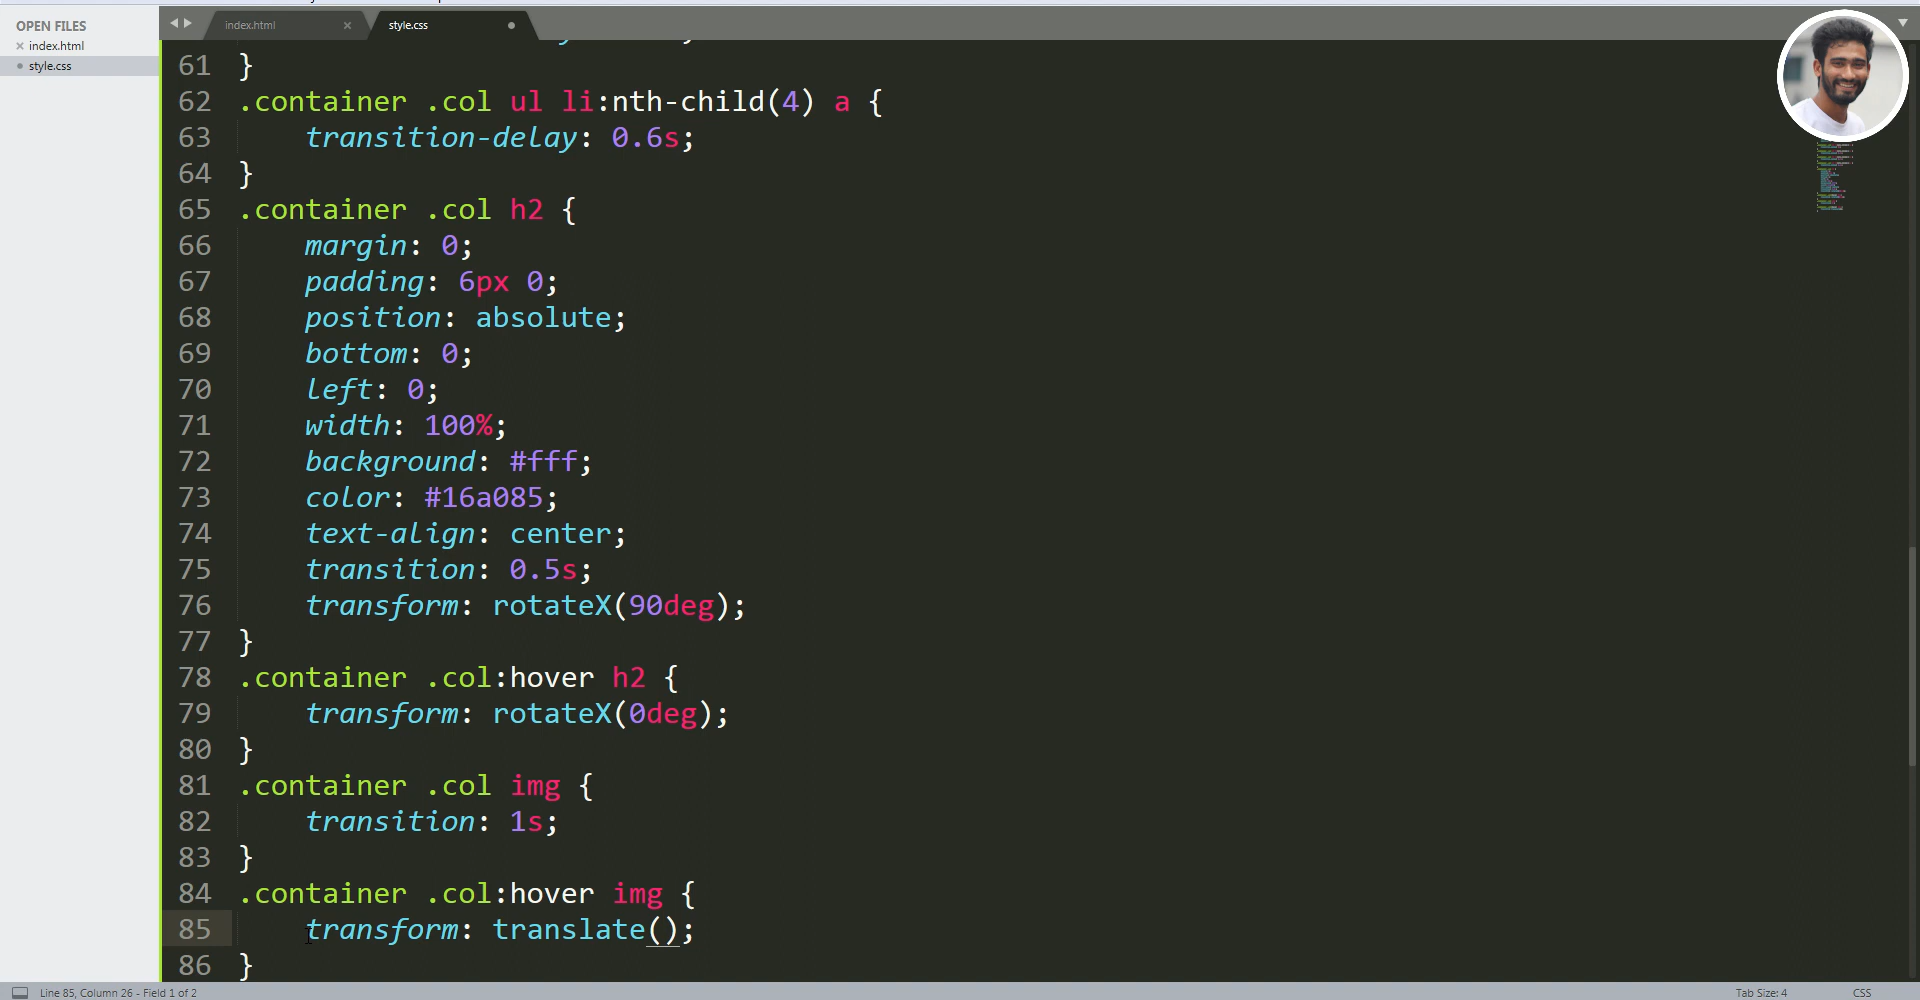 OPEN FILES
index.html
style.css
index.html
style.css
61 }
62 .container .col ul li:nth-child(4) a {
63 transition-delay: 0.6s;
64 }
65 .container .col h2 {
66 margin: 0;
67 padding: 6px 0;
68 position: absolute;
69 bottom: 0;
70 left: 0;
71 width: 100%;
72 background: #fff;
73 color: #16a085;
74 text-align: center;
75 transition: 0.5s;
76 transform: rotateX(90deg);
77 }
78 .container .col:hover h2 {
79 transform: rotateX(0deg);
80 }
81 .container .col img {
82 transition: 1s;
83 }
84 .container .col:hover img {
85 transform: translate();
86 }
Line 85, Column 26 - Field 1 of 2
Tab Size: 4
CSS